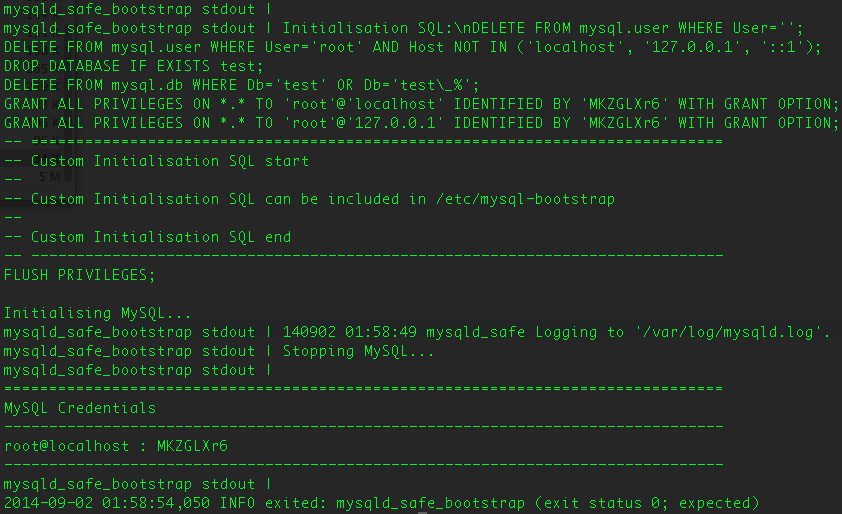 mysqld_safe_bootstrap stdout |
mysqld_safe_bootstrap stdout | Initialisation SQL:\nDELETE FROM mysql.user WHERE User='';
DELETE FROM mysql.user WHERE User='root' AND Host NOT IN ('localhost', '127.0.0.1', '::1');
DROP DATABASE IF EXISTS test;
DELETE FROM mysql.db WHERE Db='test' OR Db='test\_%';
GRANT ALL PRIVILEGES ON *.* TO 'root'@'localhost' IDENTIFIED BY 'MKZGLXr6' WITH GRANT OPTION;
GRANT ALL PRIVILEGES ON *.* TO 'root'@'127.0.0.1' IDENTIFIED BY 'MKZGLXr6' WITH GRANT OPTION;
-- =============================================================================
-- Custom Initialisation SQL start
--
-- Custom Initialisation SQL can be included in /etc/mysql-bootstrap
--
-- Custom Initialisation SQL end
-- -----------------------------------------------------------------------------
FLUSH PRIVILEGES;
Initialising MySQL...
mysqld_safe_bootstrap stdout | 140902 01:58:49 mysqld_safe Logging to '/var/log/mysqld.log'.
mysqld_safe_bootstrap stdout | Stopping MySQL...
mysqld_safe_bootstrap stdout |
================================================================================
MySQL Credentials
--------------------------------------------------------------------------------
root@localhost : MKZGLXr6
--------------------------------------------------------------------------------
mysqld_safe_bootstrap stdout |
2014-09-02 01:58:54,050 INFO exited: mysqld_safe_bootstrap (exit status 0; expected)